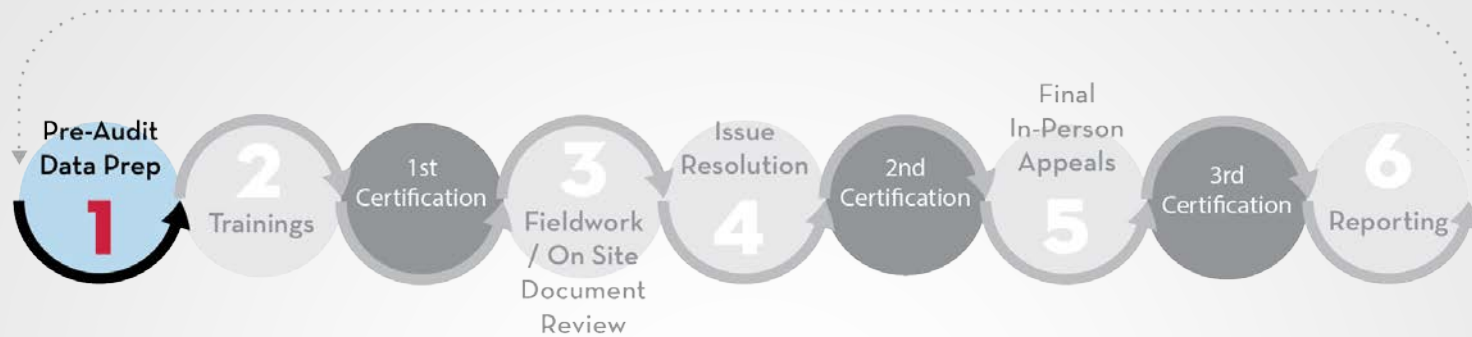 Pre-Audit
Data Prep
1
2
Trainings
1st
Certification
3
Fieldwork
/ On Site
Document
Review
Issue
Resolution
4
2nd
Certification
Final
In-Person
Appeals
5
3rd
Certification
6
Reporting